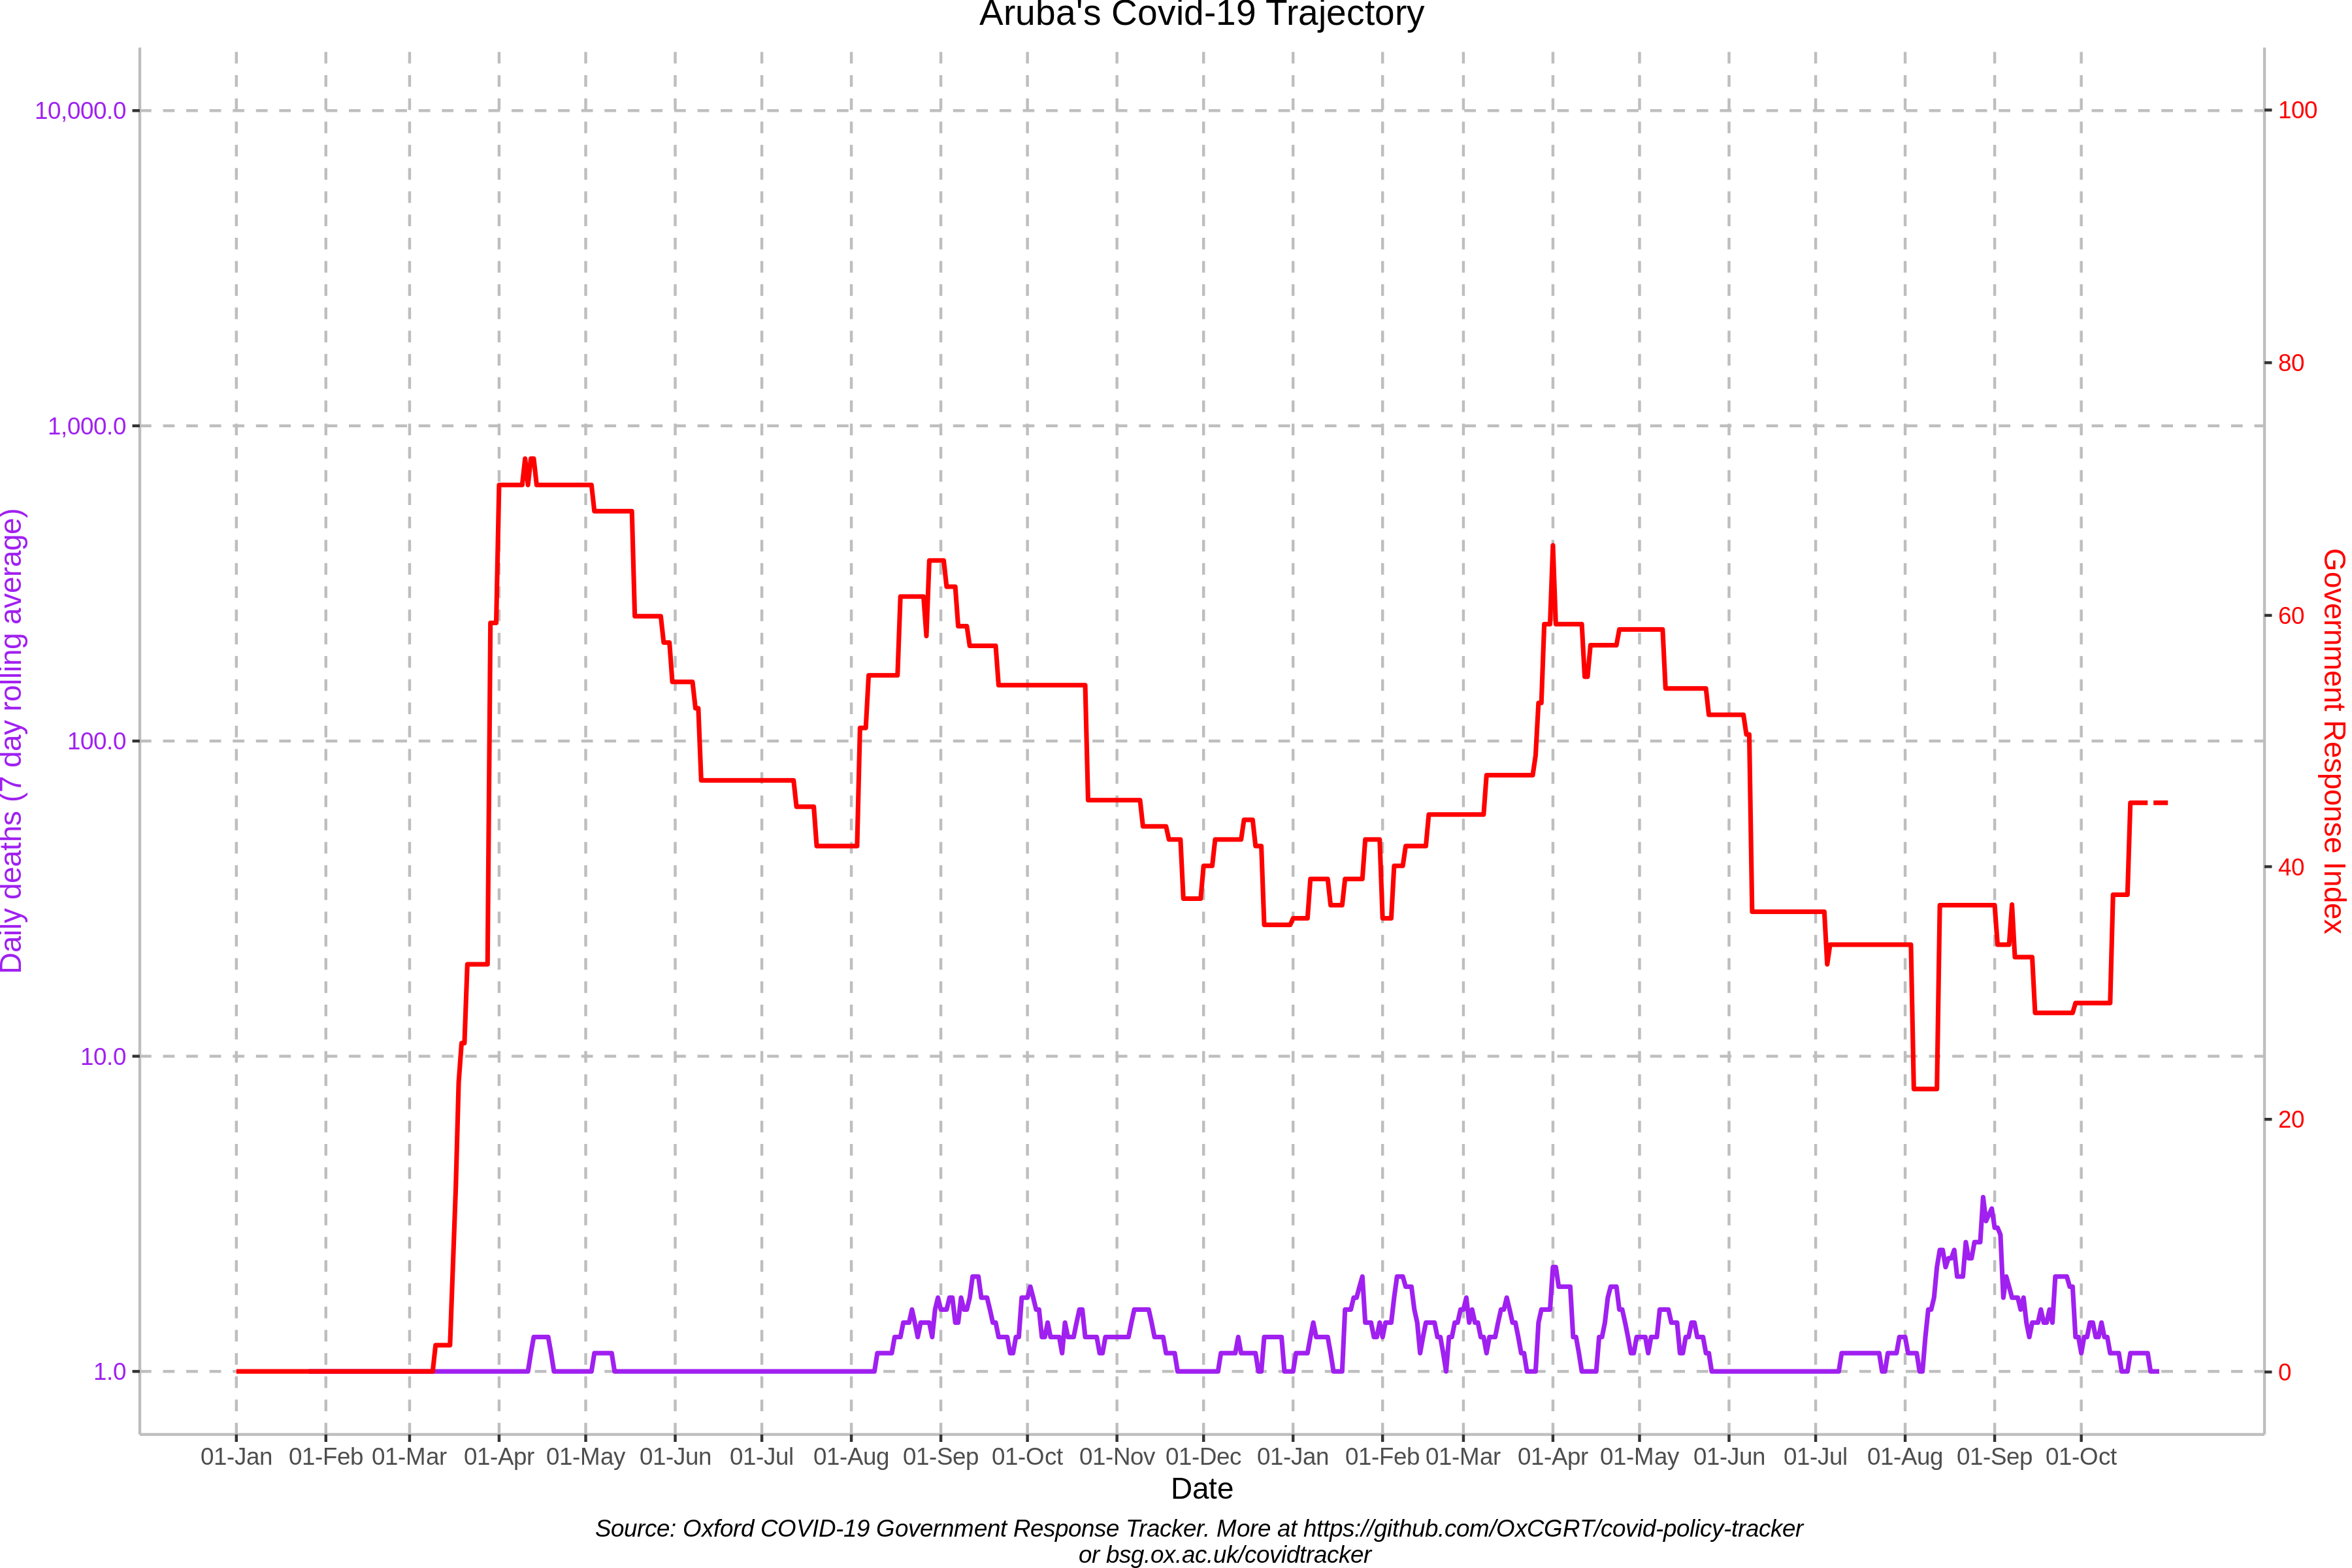 Aruba's Covid-19 Trajectory
10,000.0
1,000.0
100.0
10.0
1.0
Daily deaths (7 day rolling average)
100
80
60
40
20
0
Government Response Index
01-Jan 01-Feb 01-Mar 01-Apr 01-May 01-Jun 01-Jul 01-Aug 01-Sep 01-Oct 01-Nov 01-Dec 01-Jan 01-Feb 01-Mar 01-Apr 01-May 01-Jun 01-Jul 01-Aug 01-Sep 01-Oct
Date
Source: Oxford COVID-19 Government Response Tracker. More at https://github.com/OxCGRT/covid-policy-tracker
or bsg.ox.ac.uk/covidtracker